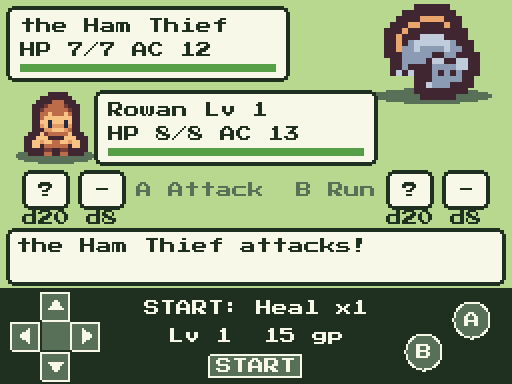 the Ham Thief
HP 7/7 AC 12
Rowan Lv 1
HP 8/8 AC 13
? - A Attack B Run ? -
d20 d8 d20 d8
the Ham Thief attacks!
START: Heal x1
Lv 1 15 gp
A
B
START